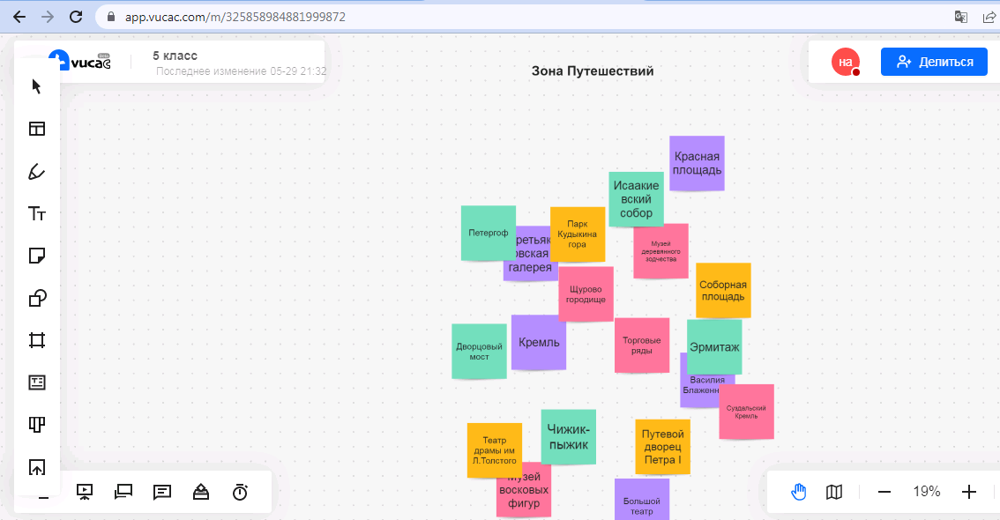 app.vucac.com/m/325858984881999872
vucac
5 класс
Последнее изменение 05-29 21:32
Зона Путешествий
на
Делиться
Красная
площадь
Исаакие
вский
собор
Петергоф
ретьяк
овская
галерея
Парк
Кудыкина
гора
Музей
деревянного
зодчества
Щурово
городище
Соборная
площадь
Дворцовый
мост
Кремль
Торговые
ряды
Эрмитаж
Василия
Блаженн
Суздальский
Кремль
Театр
драмы им
Л.Толстого
Чижик-
пыжик
Путевой
дворец
Петра I
Музей
восковых
фигур
Большой
театр
19%